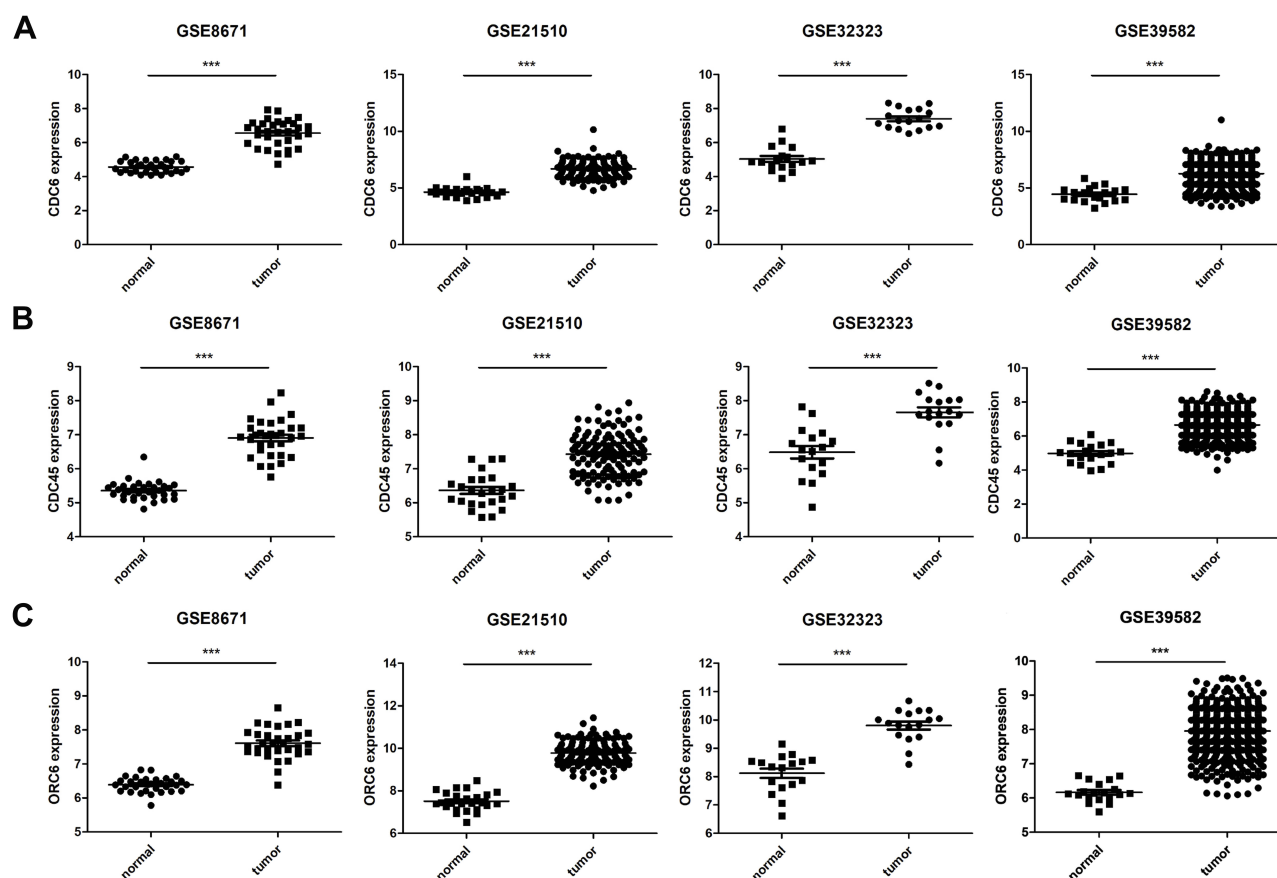 A
GSE8671
GSE21510
GSE32323
GSE39582
***
***
***
***
CDC6 expression
10
8
6
4
2
0
normal
tumor
CDC6 expression
15
10
5
0
normal
tumor
CDC6 expression
10
8
6
4
2
0
normal
tumor
CDC6 expression
15
10
5
0
normal
tumor
B
GSE8671
GSE21510
GSE32323
GSE39582
***
***
***
***
CDC45 expression
9
8
7
6
5
4
normal
tumor
CDC45 expression
10
9
8
7
6
5
normal
tumor
CDC45 expression
9
8
7
6
5
4
normal
tumor
CDC45 expression
10
8
6
4
2
0
normal
tumor
C
GSE8671
GSE21510
GSE32323
GSE39582
***
***
***
***
ORC6 expression
10
9
8
7
6
5
normal
tumor
ORC6 expression
14
12
10
8
6
normal
tumor
ORC6 expression
12
11
10
9
8
7
6
normal
tumor
ORC6 expression
10
9
8
7
6
5
normal
tumor